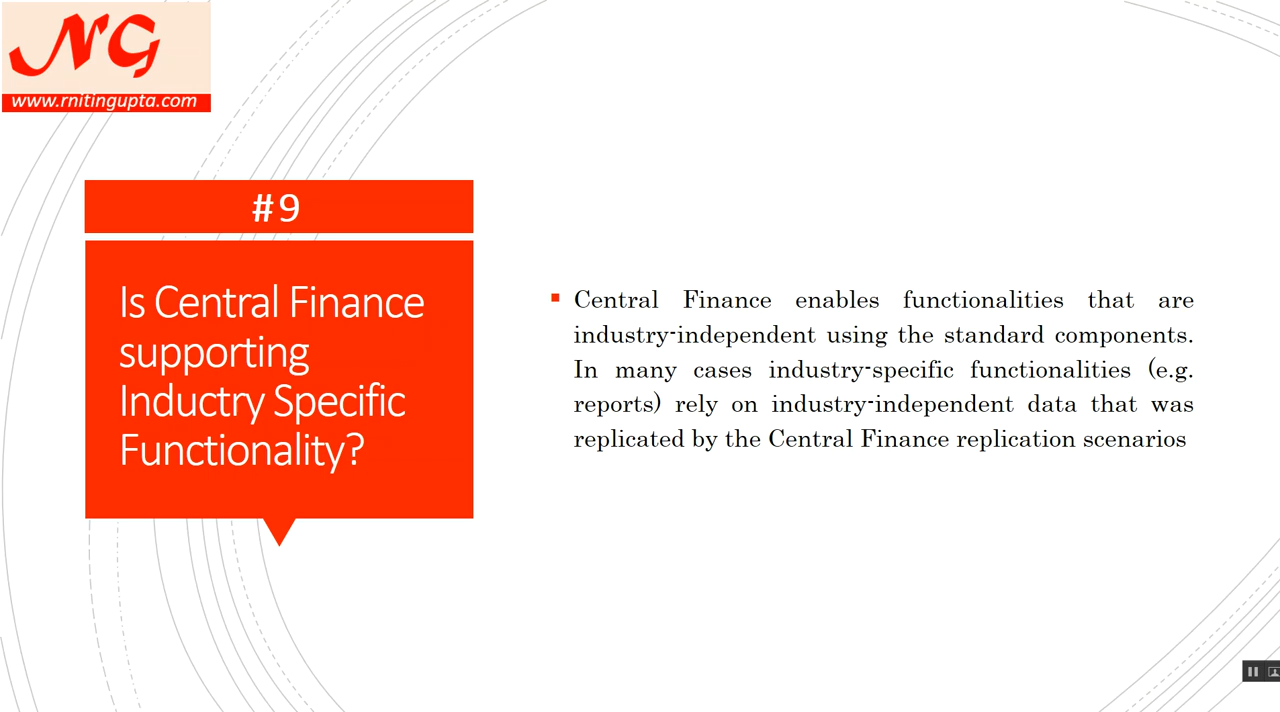 NG
www.rnitingupta.com
#9
Is Central Finance
supporting
Inductry Specific
Functionality?
Central Finance enables functionalities that are
industry-independent using the standard components.
In many cases industry-specific functionalities (e.g.
reports) rely on industry-independent data that was
replicated by the Central Finance replication scenarios